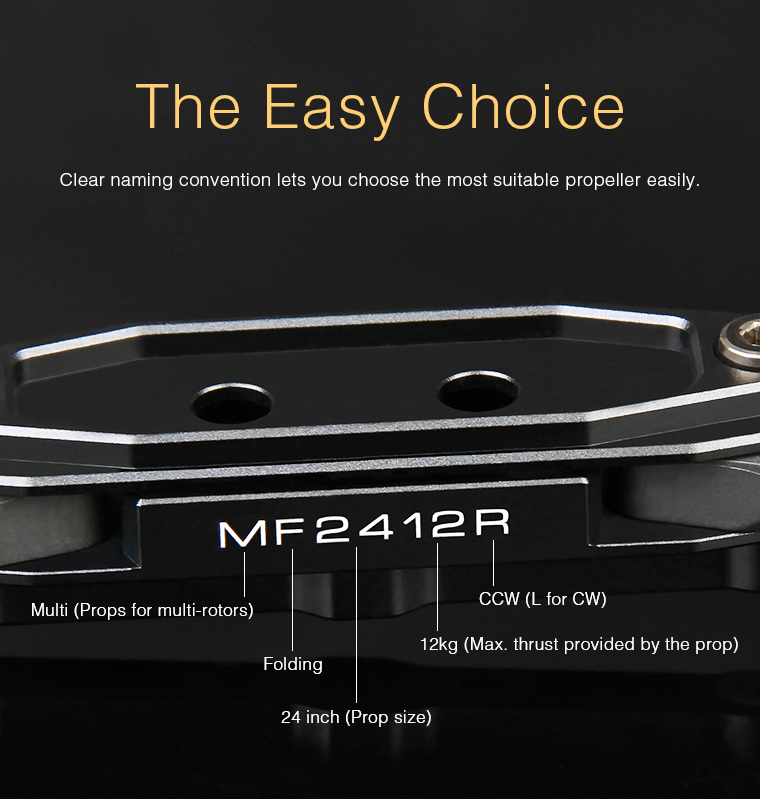 The Easy Choice
Clear naming convention lets you choose the most suitable propeller easily.
MF2412R
Multi (Props for multi-rotors)
CCW (L for CW)
12kg (Max. thrust provided by the prop)
Folding
24 inch (Prop size)